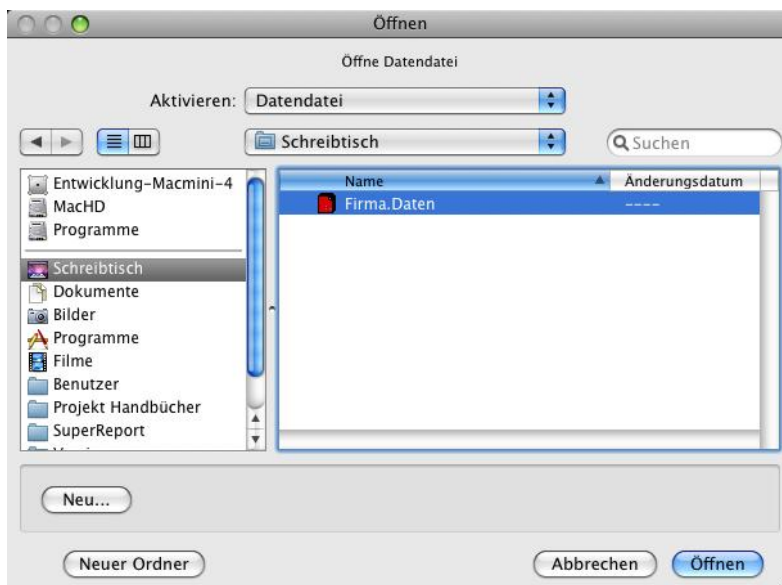 Öffnen
Öffne Datendatei
Aktivieren: Datendatei
Schreibtisch
Suchen
Entwicklung-Macmini-4
MacHD
Programme
Schreibtisch
Dokumente
Bilder
Programme
Filme
Benutzer
Projekt Handbücher
SuperReport
Name Änderungsdatum
Firma.Daten ----
Neu...
Neuer Ordner Abbrechen Öffnen